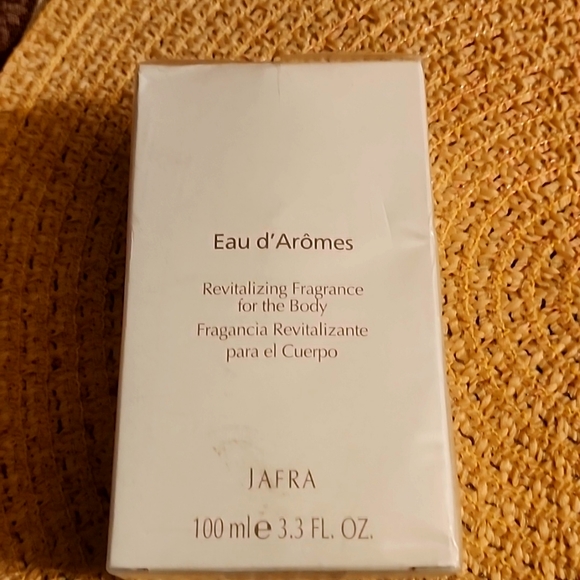 Eau d'Arômes
Revitalizing Fragrance
for the Body
Fragancia Revitalizante
para el Cuerpo
JAFRA
100 ml e 3.3 FL. OZ.